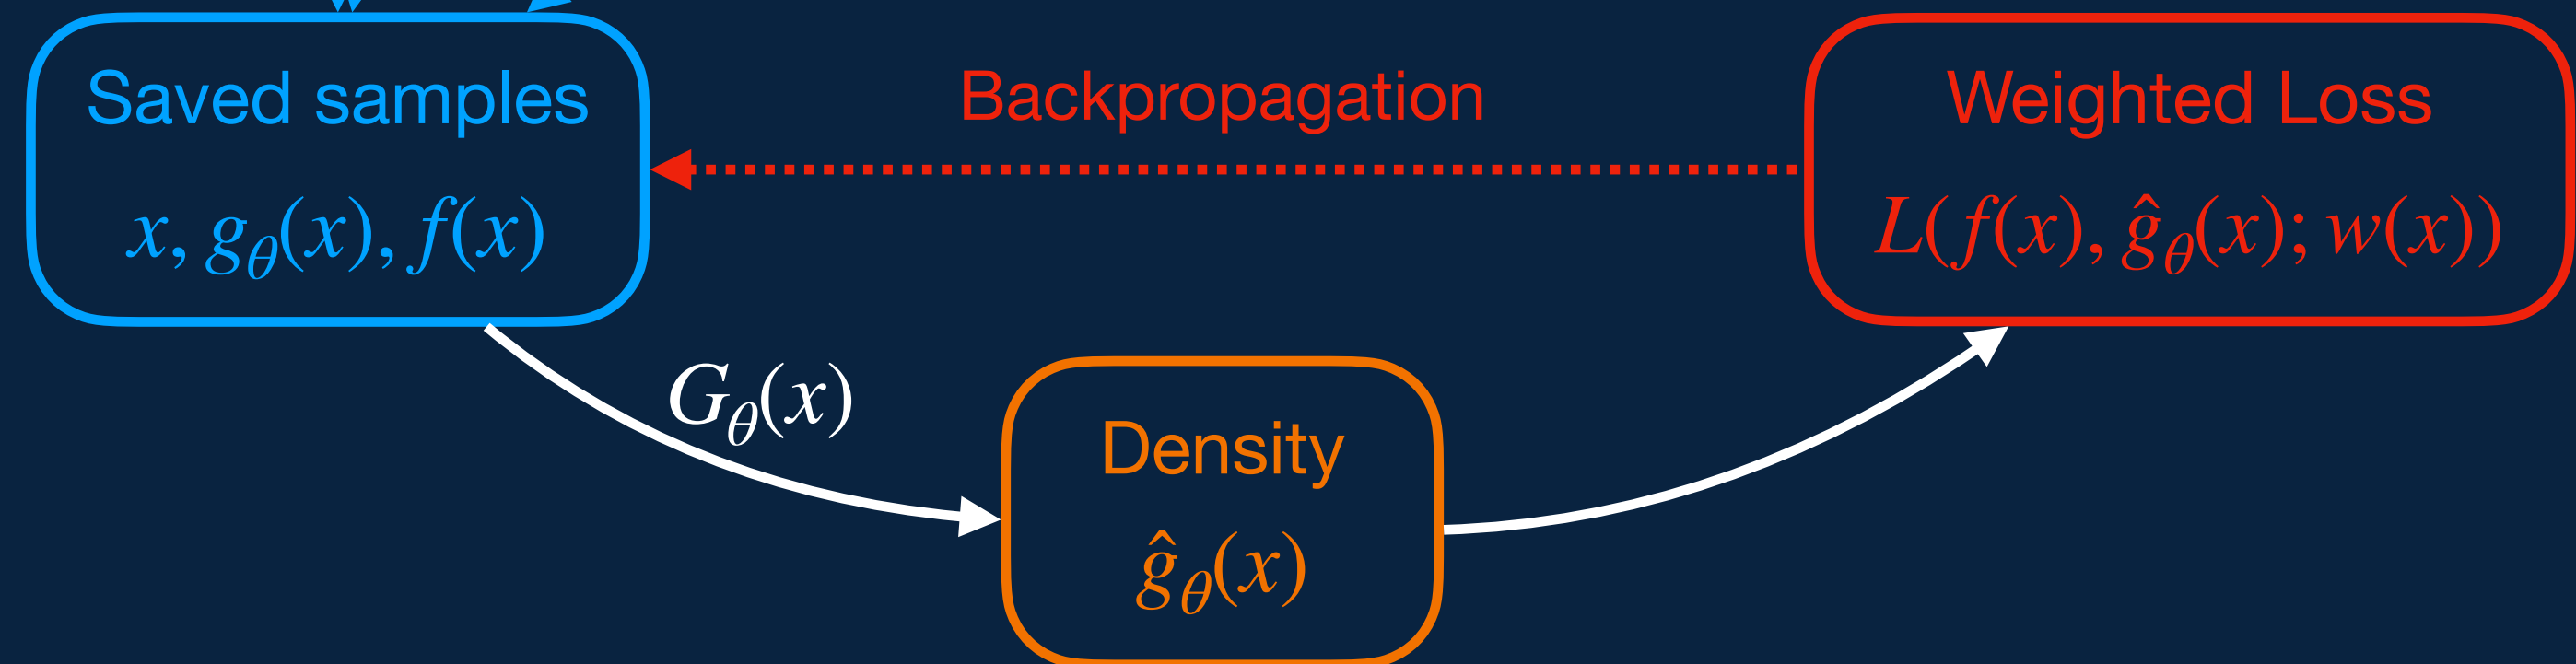 Saved samples
x, g_θ(x), f(x)
Backpropagation
Weighted Loss
L(f(x), ĝ_θ(x); w(x))
G_θ(x)
Density
ĝ_θ(x)